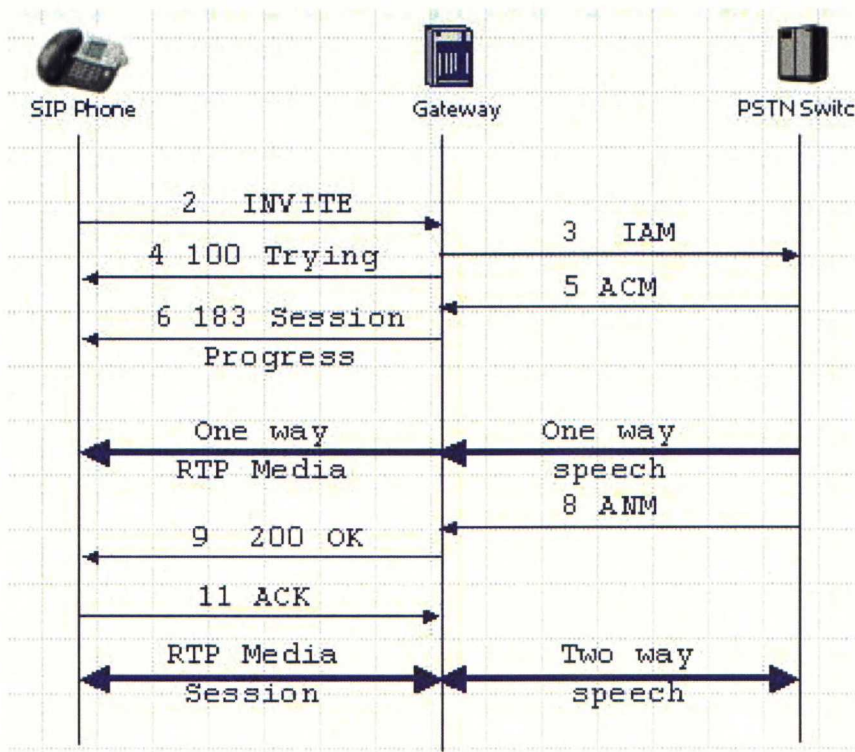 SIP Phone
Gateway
PSTN Switc
2 INVITE
3 IAM
4 100 Trying
5 ACM
6 183 Session
Progress
One way
RTP Media
One way
speech
8 ANM
9 200 OK
11 ACK
RTP Media
Session
Two way
speech